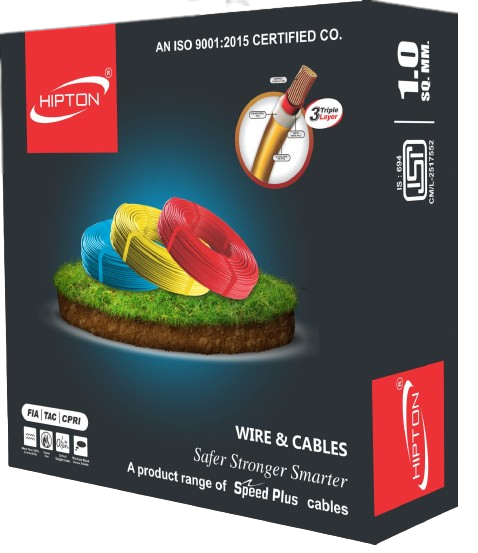 AN ISO 9001:2015 CERTIFIED CO.
HIPTON®
3 Triple Layer
1.0
SQ. MM.
IS : 694
ISI
CM/L-2517552
FIA | TAC | CPRI
WIRE & CABLES
Safer Stronger Smarter
A product range of Speed Plus cables
HIPTON®